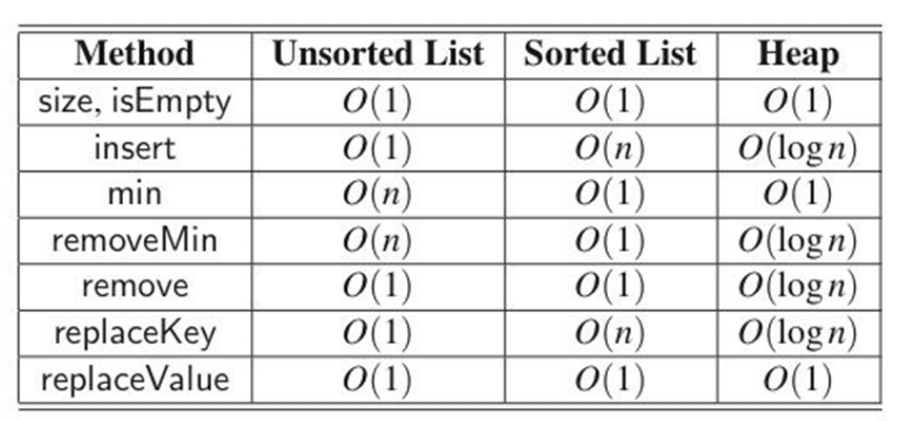 Method Unsorted List Sorted List Heap
size, isEmpty O(1) O(1) O(1)
insert O(1) O(n) O(log n)
min O(n) O(1) O(1)
removeMin O(n) O(1) O(log n)
remove O(1) O(1) O(log n)
replaceKey O(1) O(n) O(log n)
replaceValue O(1) O(1) O(1)